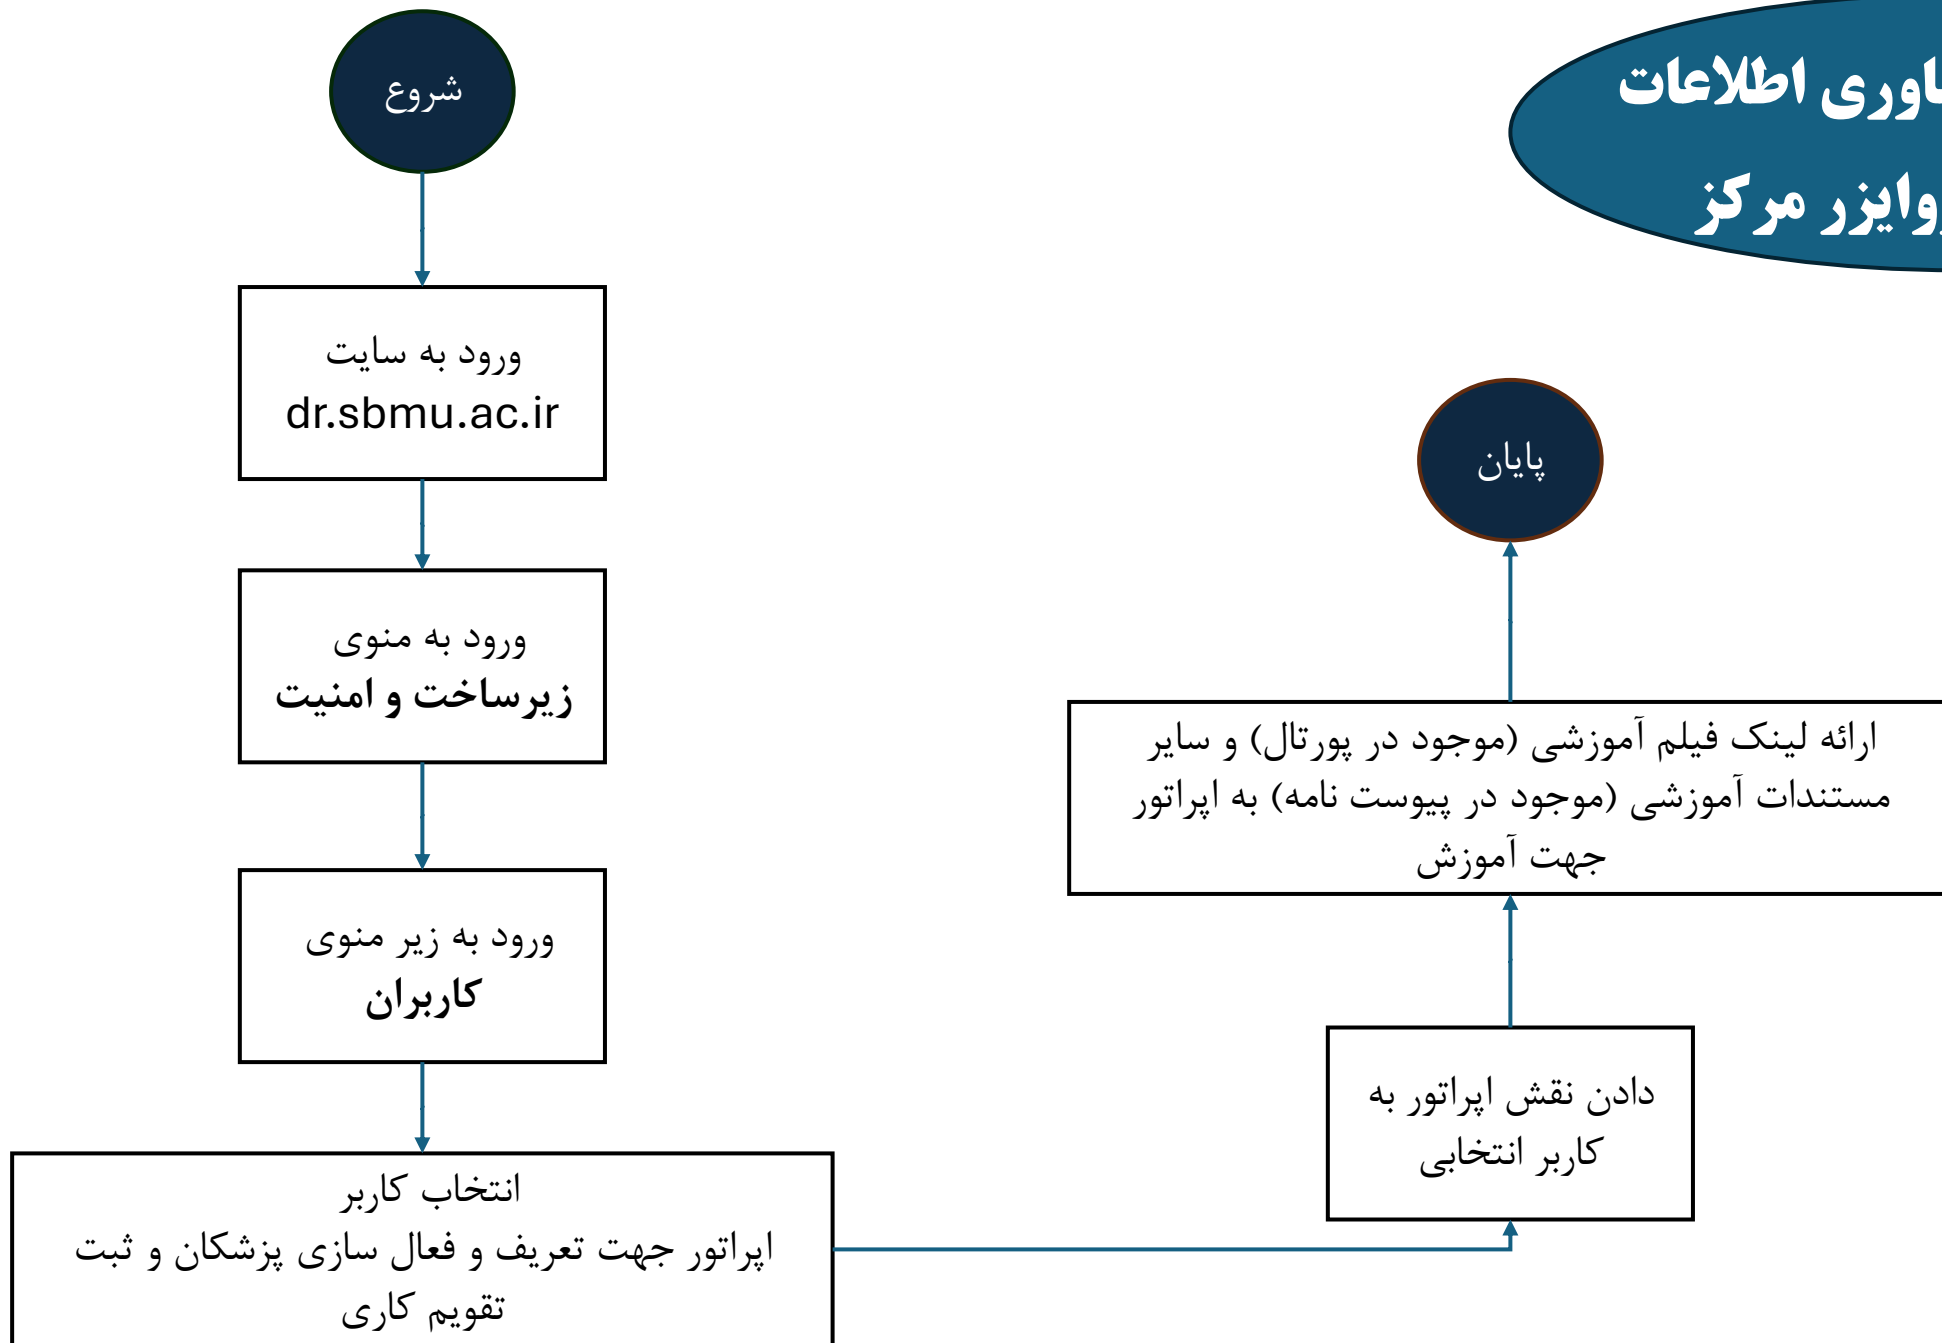 شروع
ورود به سایت
dr.sbmu.ac.ir
ورود به منوی
زیرساخت و امنیت
ورود به زیر منوی
کاربران
انتخاب کاربر
اپراتور جهت تعریف و فعال سازی پزشکان و ثبت
تقویم کاری
دادن نقش اپراتور به
کاربر انتخابی
ارائه لینک فیلم آموزشی (موجود در پورتال) و سایر
مستندات آموزشی (موجود در پیوست نامه) به اپراتور
جهت آموزش
پایان
اطلاعات
مرکز